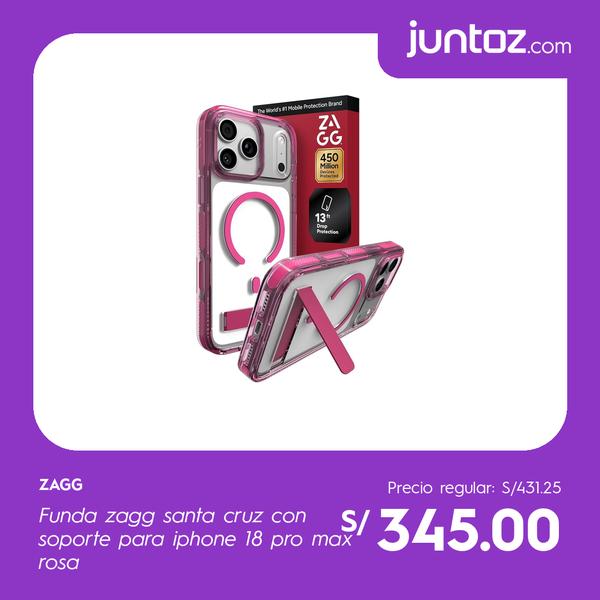 juntoz.com
The World's #1 Mobile Protection Brand
ZA
GG
450
Million
Devices
Protected
13ft
Drop
Protection
ZAGG
Precio regular: S/431.25
Funda zagg santa cruz con
soporte para iphone 18 pro max
rosa
S/ 345.00